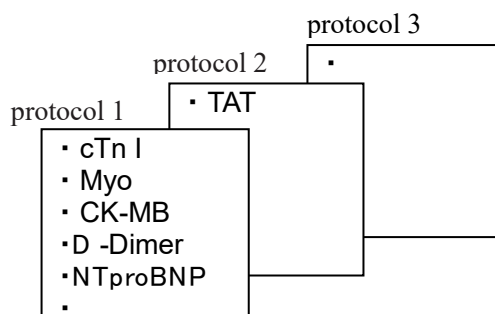 protocol 3
·
protocol 2
· TAT
protocol 1
· cTn I
· Myo
· CK-MB
·D -Dimer
·NTproBNP
·